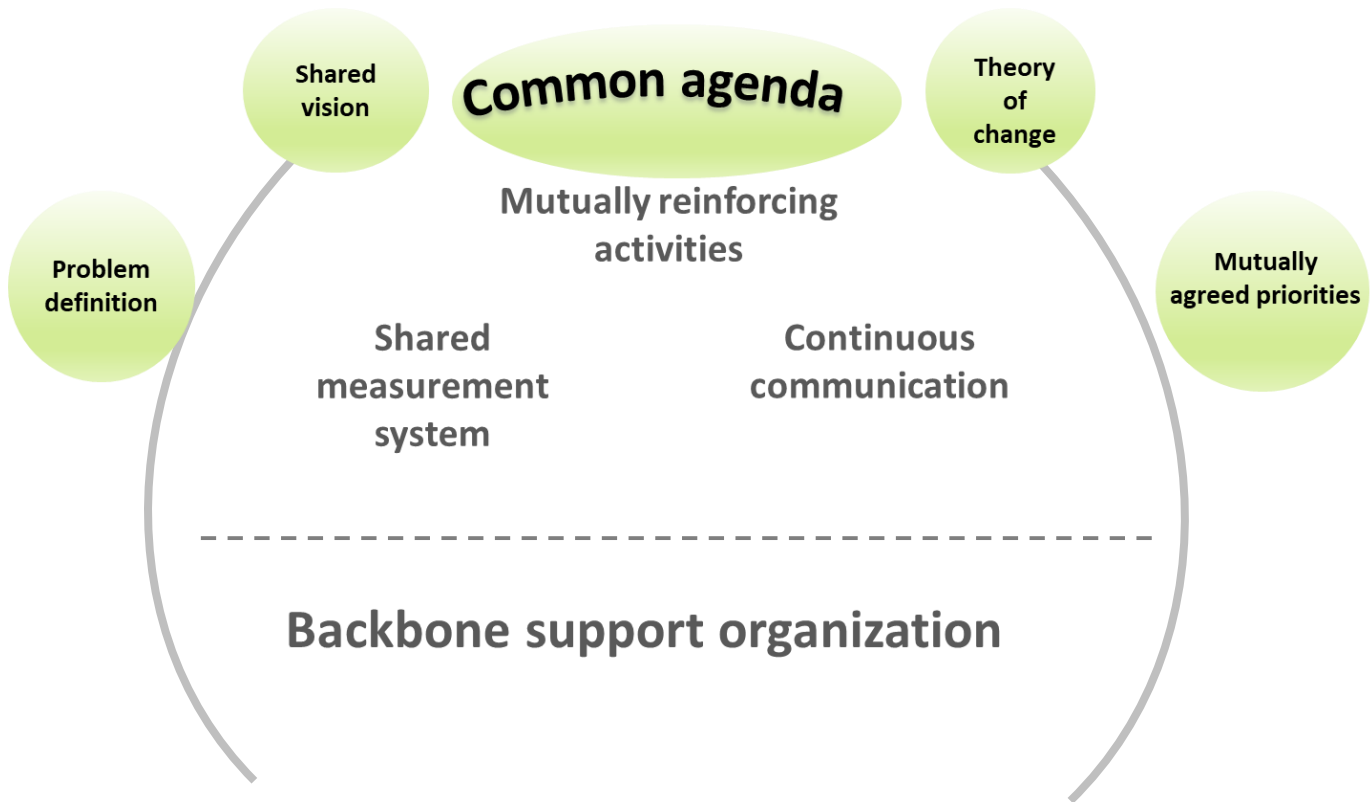 Shared
vision
Common agenda
Theory
of
change
Problem
definition
Mutually reinforcing
activities
Mutually
agreed priorities
Shared
measurement
system
Continuous
communication
Backbone support organization